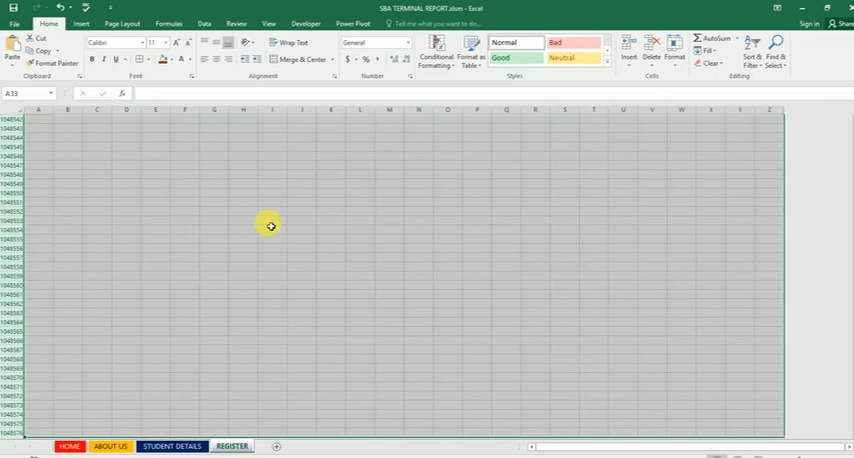 SBA TERMINAL REPORT.xlsm - Excel
File Home Insert Page Layout Formulas Data Review View Developer Power Pivot Tell me what you want to do... Sign in Share
Paste Cut
Copy
Format Painter
Clipboard
Calibri 11 A A
B I U A
Font
Wrap Text
Merge & Center
Alignment
General
$ % ,
Number
Conditional Formatting
Format as Table
Normal Bad
Good Neutral
Styles
Insert Delete Format
Cells
AutoSum
Fill
Clear
Sort & Filter
Find & Select
Editing
A33 fx
A B C D E F G H I J K L M N O P Q R S T U V W X Y Z
1048542
1048543
1048544
1048545
1048546
1048547
1048548
1048549
1048550
1048551
1048552
1048553
1048554
1048555
1048556
1048557
1048558
1048559
1048560
1048561
1048562
1048563
1048564
1048565
1048566
1048567
1048568
1048569
1048570
1048571
1048572
1048573
1048574
1048575
1048576
HOME ABOUT US STUDENT DETAILS REGISTER